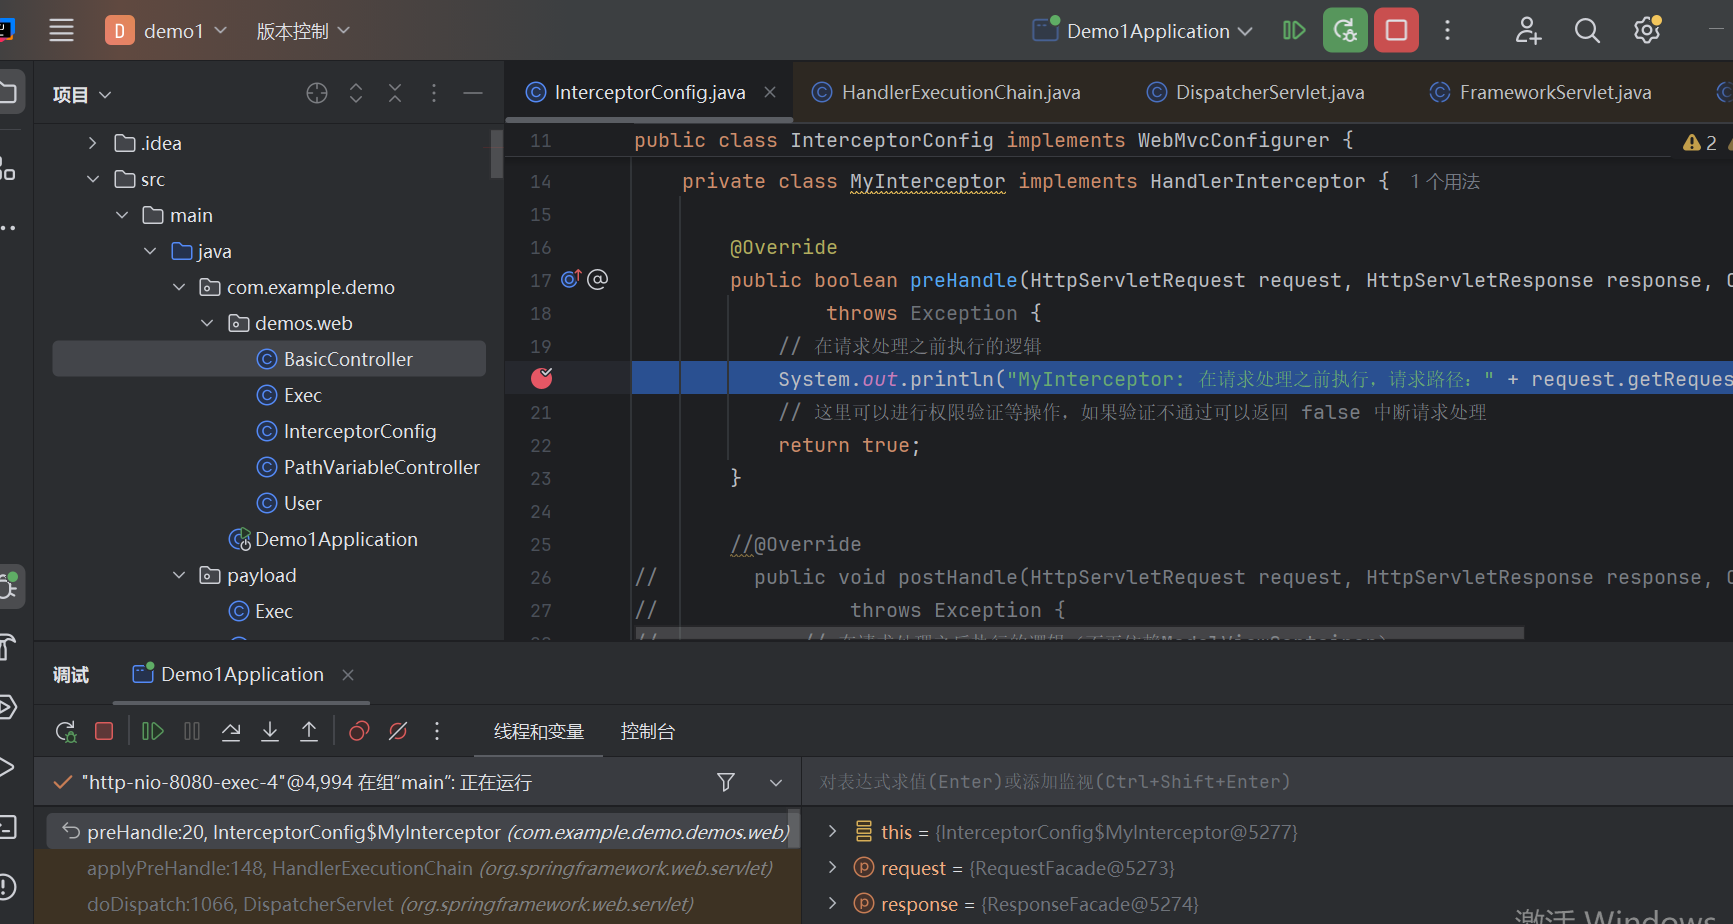 D demo1 版本控制 Demo1Application
项目
InterceptorConfig.java HandlerExecutionChain.java DispatcherServlet.java FrameworkServlet.java
.idea
src
main
java
com.example.demo
demos.web
BasicController
Exec
InterceptorConfig
PathVariableController
User
Demo1Application
payload
Exec
11 public class InterceptorConfig implements WebMvcConfigurer {
2
14 private class MyInterceptor implements HandlerInterceptor { 1 个用法
15
16 @Override
17 public boolean preHandle(HttpServletRequest request, HttpServletResponse response,
18 throws Exception {
19 // 在请求处理之前执行的逻辑
System.out.println("MyInterceptor: 在请求处理之前执行，请求路径：" + request.getReques
21 // 这里可以进行权限验证等操作，如果验证不通过可以返回 false 中断请求处理
22 return true;
23 }
24
25 //@Override
26 // public void postHandle(HttpServletRequest request, HttpServletResponse response,
27 // throws Exception {
调试 Demo1Application
线程和变量 控制台
"http-nio-8080-exec-4"@4,994 在组“main”: 正在运行
对表达式求值(Enter)或添加监视(Ctrl+Shift+Enter)
preHandle:20, InterceptorConfig$MyInterceptor (com.example.demo.demos.web)
applyPreHandle:148, HandlerExecutionChain (org.springframework.web.servlet)
doDispatch:1066, DispatcherServlet (org.springframework.web.servlet)
this = {InterceptorConfig$MyInterceptor@5277}
request = {RequestFacade@5273}
response = {ResponseFacade@5274}
激活 Windows